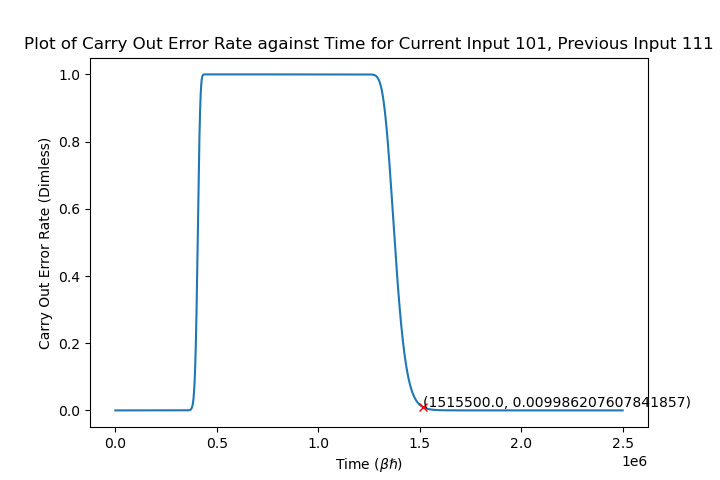 Plot of Carry Out Error Rate against Time for Current Input 101, Previous Input 111
1.0
0.8
0.6
0.4
0.2
0.0
Carry Out Error Rate (Dimless)
(1515500.0, 0.009986207607841857)
0.0 0.5 1.0 1.5 2.0 2.5
1e6
Time (βℏ)